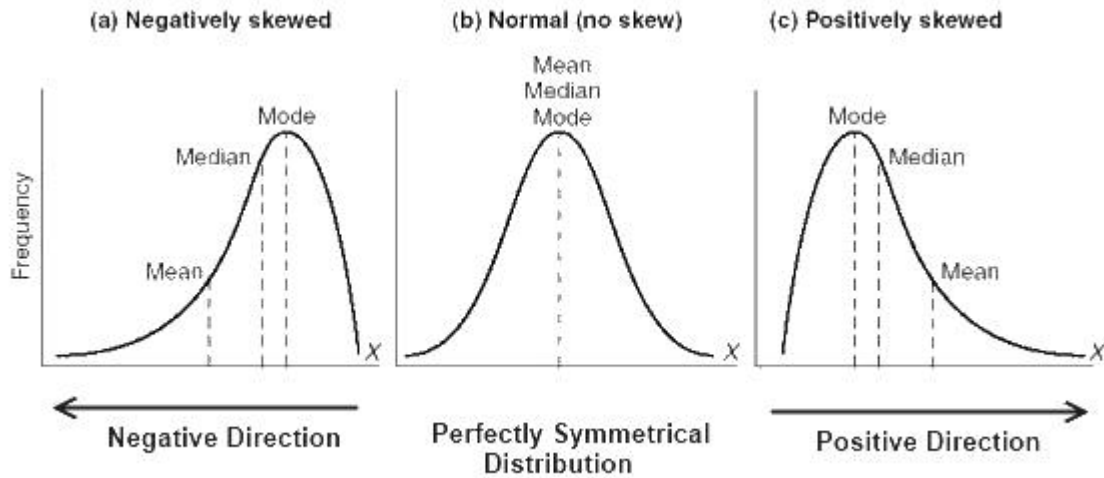 (a) Negatively skewed
(b) Normal (no skew)
(c) Positively skewed
Frequency
Mode
Median
Mean
X
Mean
Median
Mode
X
Mode
Median
Mean
X
Negative Direction
Perfectly Symmetrical
Distribution
Positive Direction